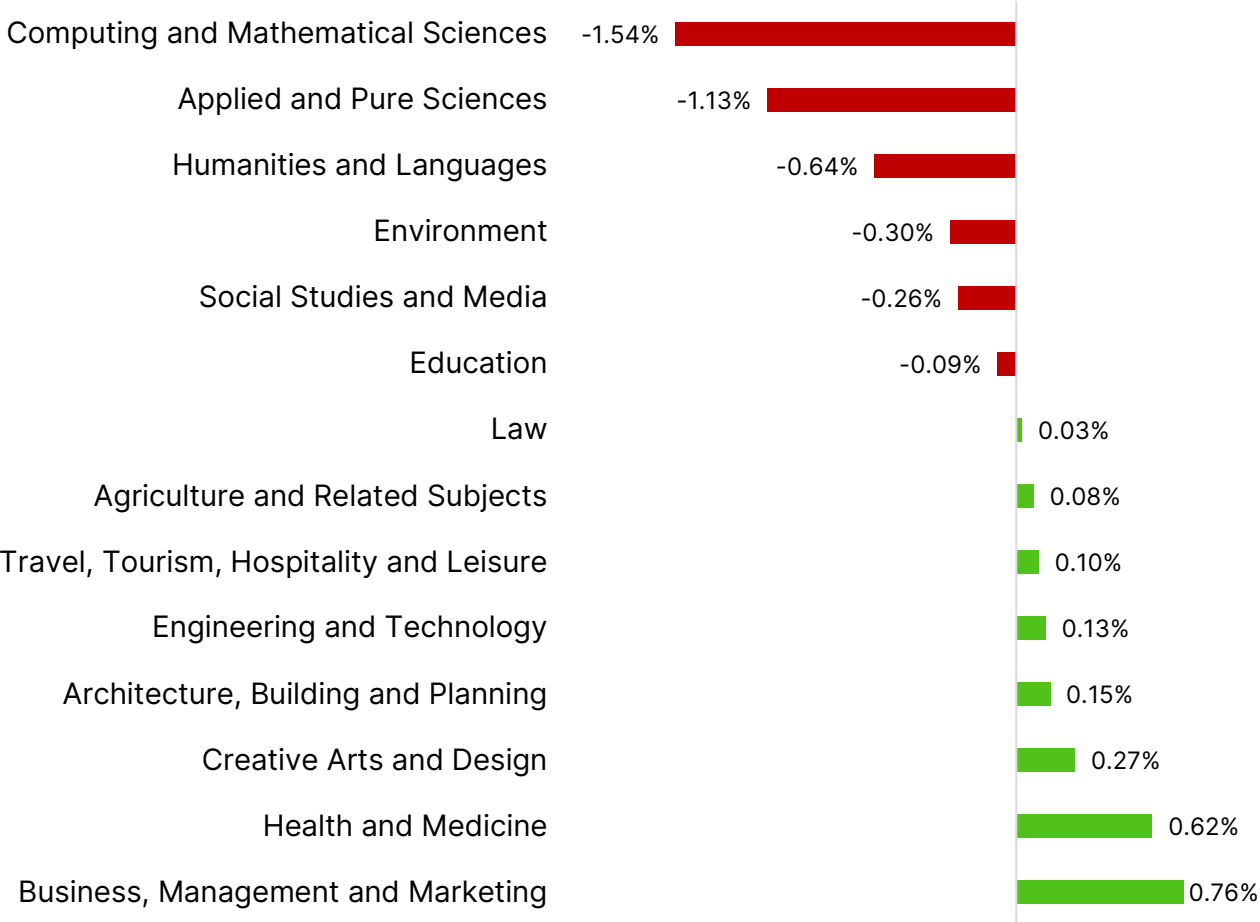 Computing and Mathematical Sciences -1.54%
Applied and Pure Sciences -1.13%
Humanities and Languages -0.64%
Environment -0.30%
Social Studies and Media -0.26%
Education -0.09%
Law 0.03%
Agriculture and Related Subjects 0.08%
Travel, Tourism, Hospitality and Leisure 0.10%
Engineering and Technology 0.13%
Architecture, Building and Planning 0.15%
Creative Arts and Design 0.27%
Health and Medicine 0.62%
Business, Management and Marketing 0.76%